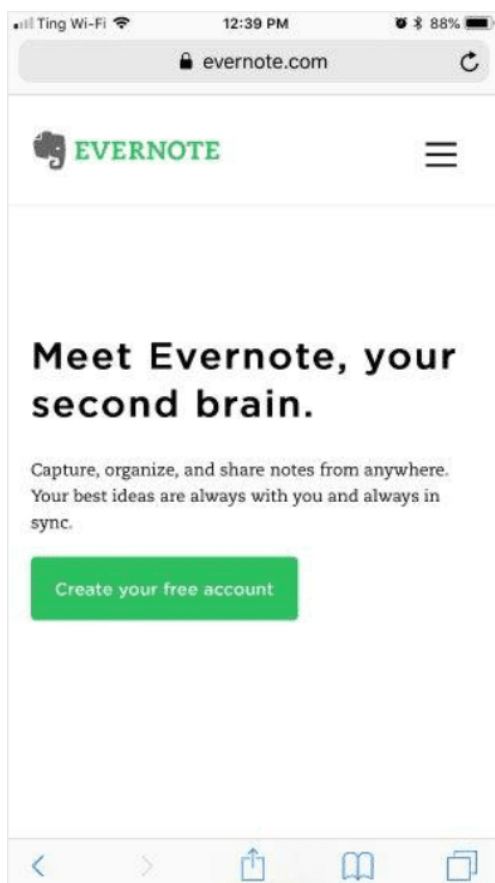 Ting Wi-Fi 12:39 PM 88%
evernote.com
EVERNOTE
Meet Evernote, your
second brain.
Capture, organize, and share notes from anywhere.
Your best ideas are always with you and always in
sync.
Create your free account